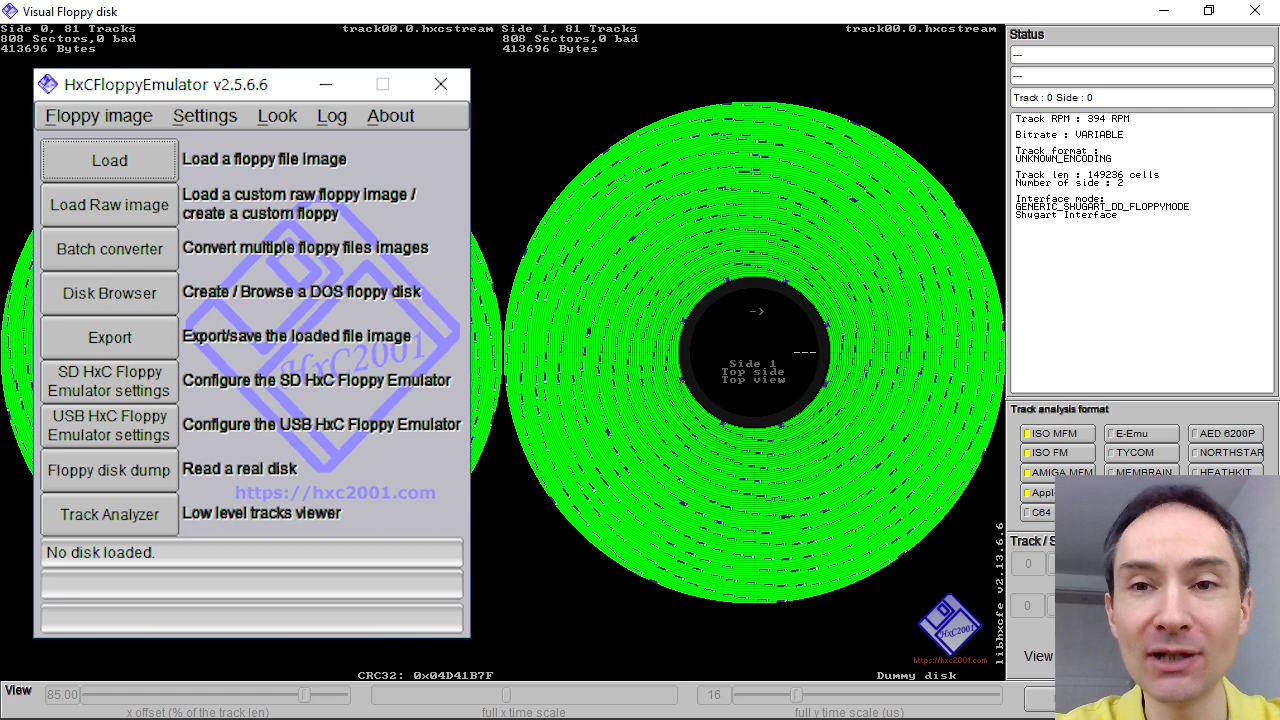 Visual Floppy disk
Side 0, 81 Tracks
808 Sectors,0 bad
413696 Bytes
track00.0.hxcstream
Side 1, 81 Tracks
808 Sectors,0 bad
413696 Bytes
track00.0.hxcstream
HxCFloppyEmulator v2.5.6.6
Floppy image Settings Look Log About
Load Load a floppy file image
Load Raw image Load a custom raw floppy image /
create a custom floppy
Batch converter Convert multiple floppy files images
Disk Browser Create / Browse a DOS floppy disk
Export Export/save the loaded file image
SD HxC Floppy
Emulator settings
Configure the SD HxC Floppy Emulator
USB HxC Floppy
Emulator settings
Configure the USB HxC Floppy Emulator
Floppy disk dump Read a real disk
Track Analyzer Low level tracks viewer
HxC2001
https://hxc2001.com
No disk loaded.
->
---
Side 1
Top side
Top view
HxC2001
https://hxc2001.com
libhxcfe v2.13.6.6
CRC32: 0x04D41B7F
Dummy disk
Status
---
---
Track : 0 Side : 0
Track RPM : 394 RPM
Bitrate : VARIABLE
Track format :
UNKNOWN_ENCODING
Track len : 149236 cells
Number of side : 2
Interface mode:
GENERIC_SHUGART_DD_FLOPPYMODE
Shugart Interface
Track analysis format
ISO MFM E-Emu AED 6200P
ISO FM TYCOM NORTHSTAR
AMIGA MFM MEMBRAIN HEATHKIT
Appl
C64
Track / S
0
0
View
View
85.00
x offset (% of the track len)
full x time scale
16
full y time scale (us)